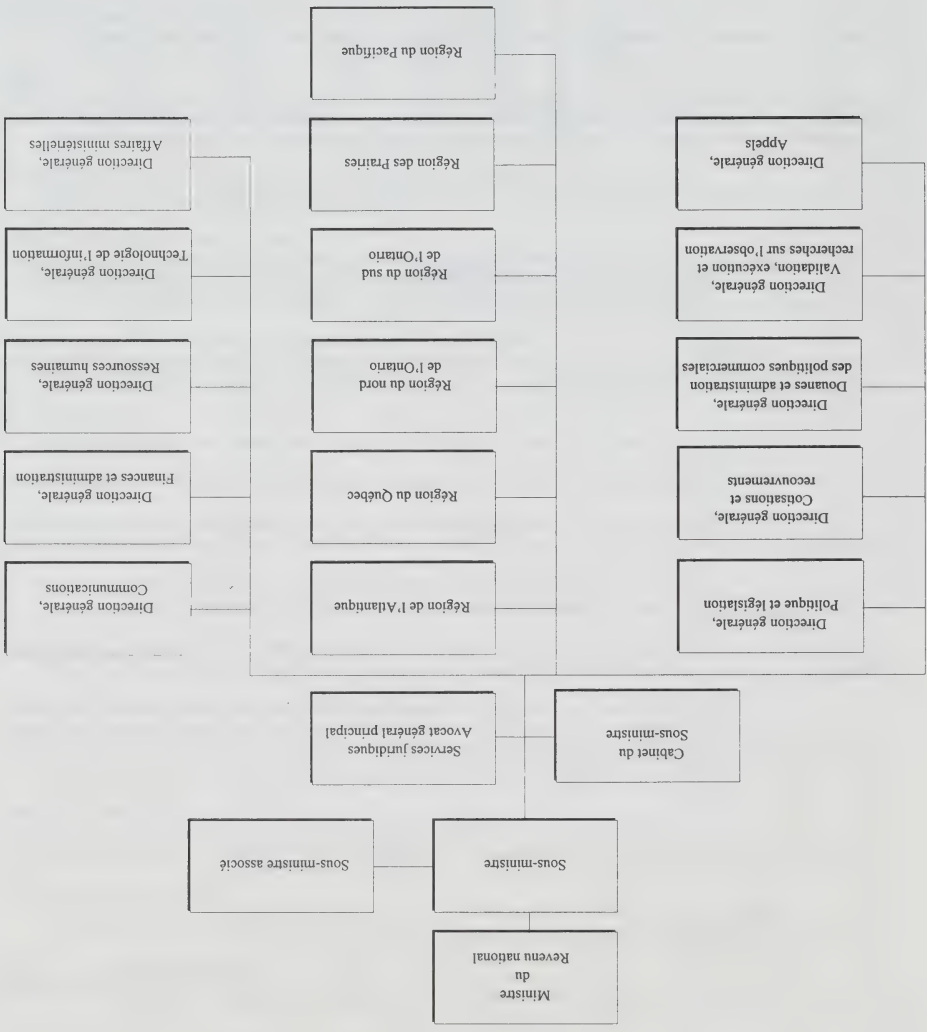 Ministre
du
Revenu national
Sous-ministre
Sous-ministre associé
Cabinet du
Sous-ministre
Services juridiques
Avocat général principal
Direction générale,
Politique et législation
Direction générale,
Cotisations et
recouvrements
Direction générale,
Douanes et administration
des politiques commerciales
Direction générale,
Validation, exécution et
recherches sur l'observation
Direction générale,
Appels
Région de l'Atlantique
Région du Québec
Région du nord
de l'Ontario
Région du sud
de l'Ontario
Région des Prairies
Région du Pacifique
Direction générale,
Communications
Direction générale,
Finances et administration
Direction générale,
Ressources humaines
Direction générale,
Technologie de l'information
Direction générale,
Affaires ministérielles